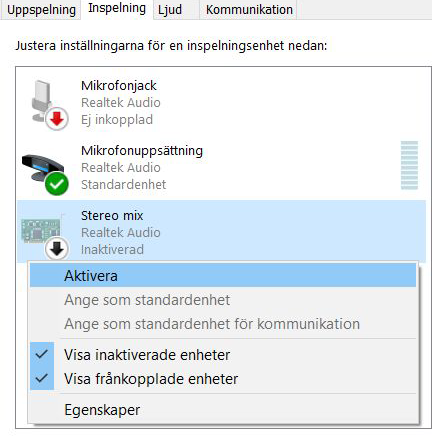 Uppspelning Inspelning Ljud Kommunikation
Justera inställningarna för en inspelningsenhet nedan:
Mikrofonjack
Realtek Audio
Ej inkopplad
Mikrofonuppsättning
Realtek Audio
Standardenhet
Stereo mix
Realtek Audio
Inaktiverad
Aktivera
Ange som standardenhet
Ange som standardenhet för kommunikation
Visa inaktiverade enheter
Visa frånkopplade enheter
Egenskaper